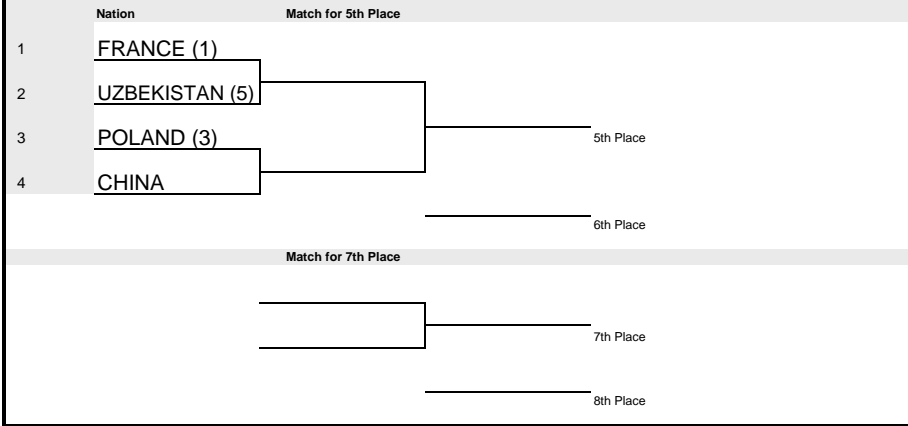 Nation Match for 5th Place
1 FRANCE (1)
2 UZBEKISTAN (5)
3 POLAND (3)
5th Place
4 CHINA
6th Place
Match for 7th Place
7th Place
8th Place